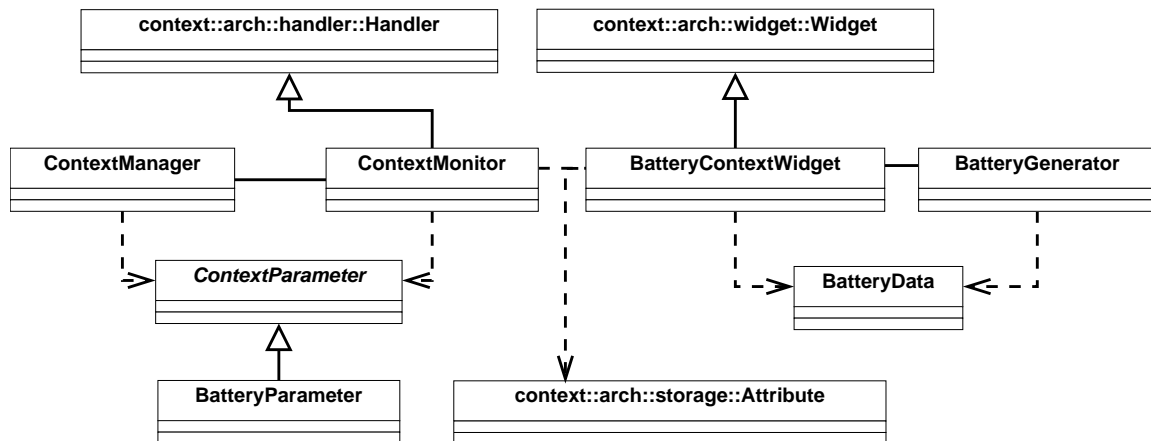 context::arch::handler::Handler
context::arch::widget::Widget
ContextManager
ContextMonitor
BatteryContextWidget
BatteryGenerator
ContextParameter
BatteryData
BatteryParameter
context::arch::storage::Attribute